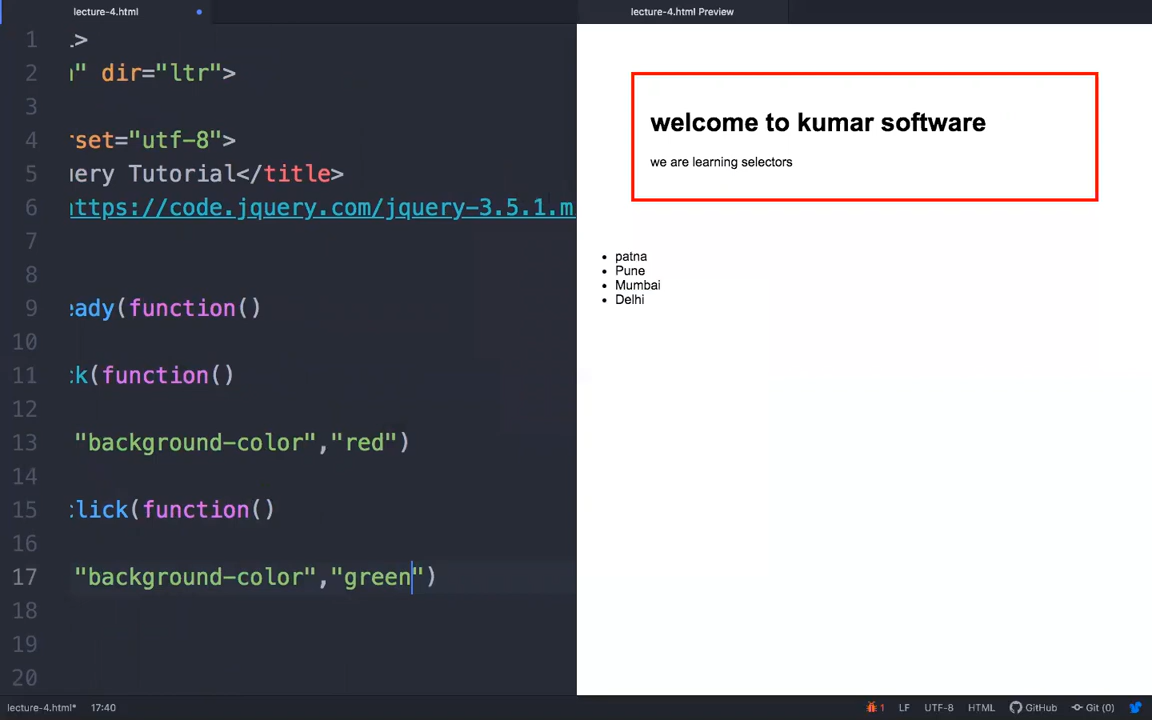 lecture-4.html
lecture-4.html Preview
1 >
2 " dir="ltr">
3
4 rset="utf-8">
5 uery Tutorial</title>
6 ttps://code.jquery.com/jquery-3.5.1.m
7
8
9 eady(function()
10
11 ck(function()
12
13 "background-color","red")
14
15 click(function()
16
17 "background-color","green")
18
19
20
welcome to kumar software
we are learning selectors
• patna
• Pune
• Mumbai
• Delhi
lecture-4.html* 17:40 1 LF UTF-8 HTML GitHub Git (0)